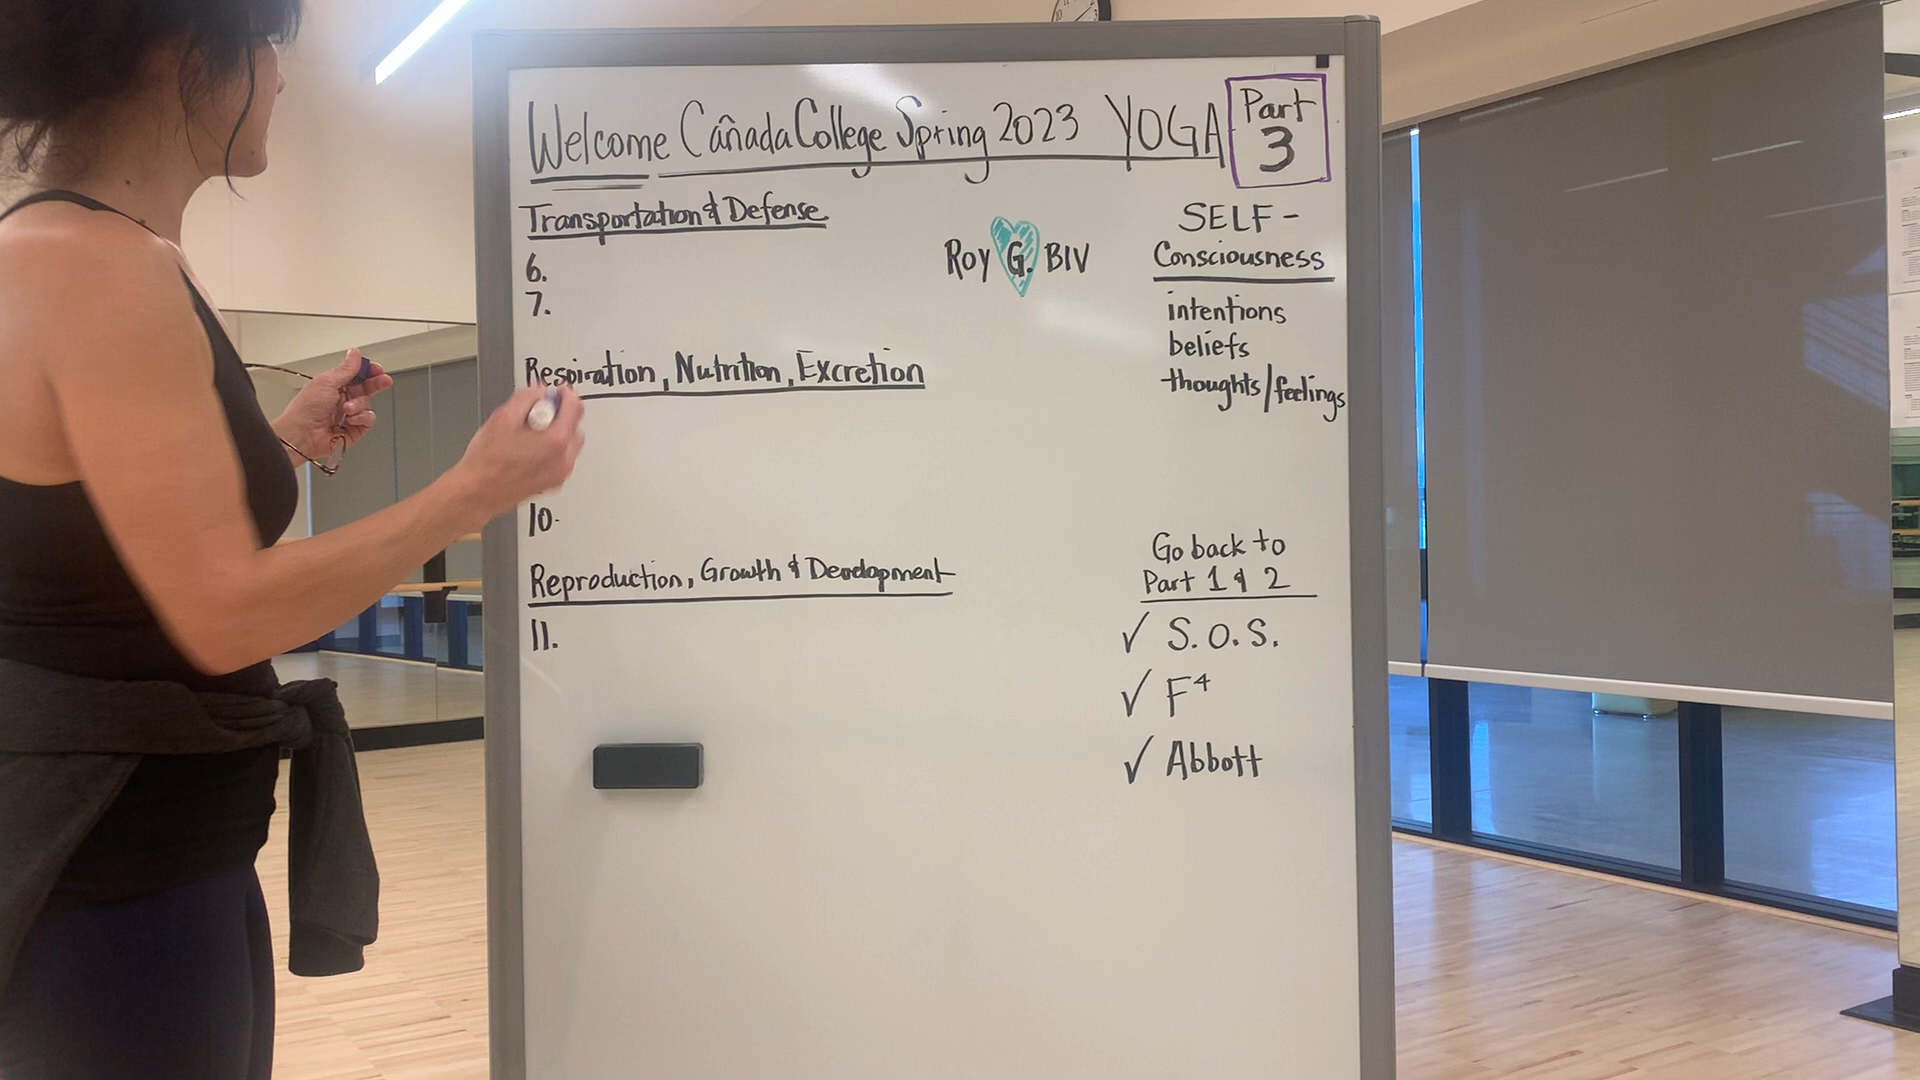 Welcome Cañada College Spring 2023 YOGA
Part
3
Transportation & Defense
6.
7.
Roy G. BIV
Respiration, Nutrition, Excretion
10.
Reproduction, Growth & Development
11.
SELF -
Consciousness
intentions
beliefs
thoughts/feelings
Go back to
Part 1 & 2
✓ S.O.S.
✓ F⁴
✓ Abbott